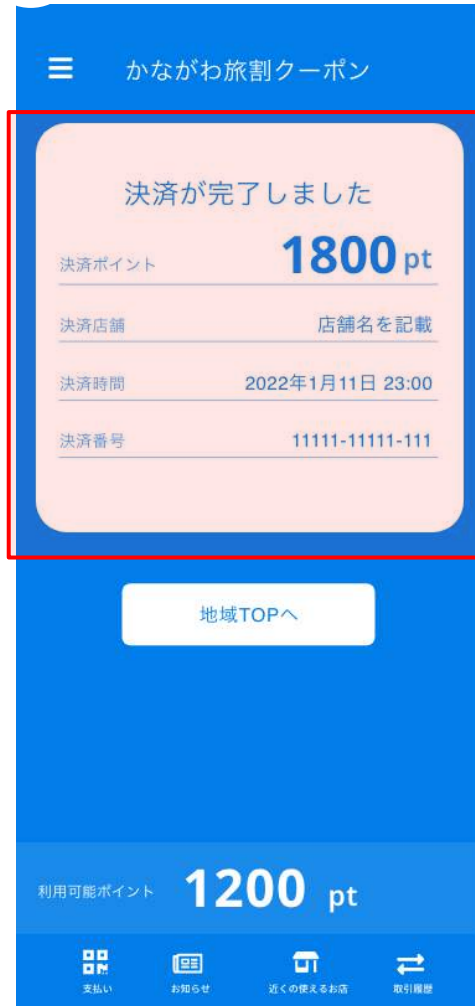 かながわ旅割クーポン
決済が完了しました
決済ポイント 1800 pt
決済店舗 店舗名を記載
決済時間 2022年1月11日 23:00
決済番号 11111-11111-111
地域TOPへ
利用可能ポイント 1200 pt
支払い お知らせ 近くの使えるお店 取引履歴